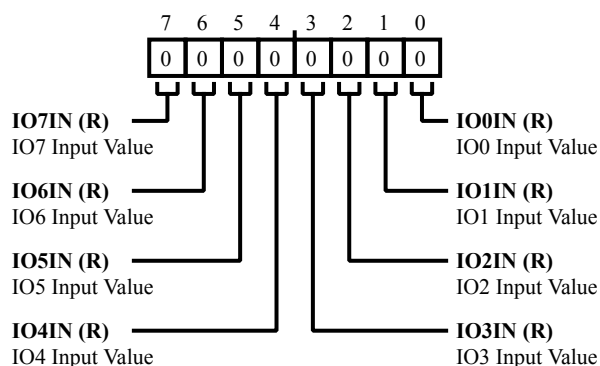 7 6 5 4 3 2 1 0
0 0 0 0 0 0 0 0
IO7IN (R)
IO7 Input Value
IO6IN (R)
IO6 Input Value
IO5IN (R)
IO5 Input Value
IO4IN (R)
IO4 Input Value
IO0IN (R)
IO0 Input Value
IO1IN (R)
IO1 Input Value
IO2IN (R)
IO2 Input Value
IO3IN (R)
IO3 Input Value